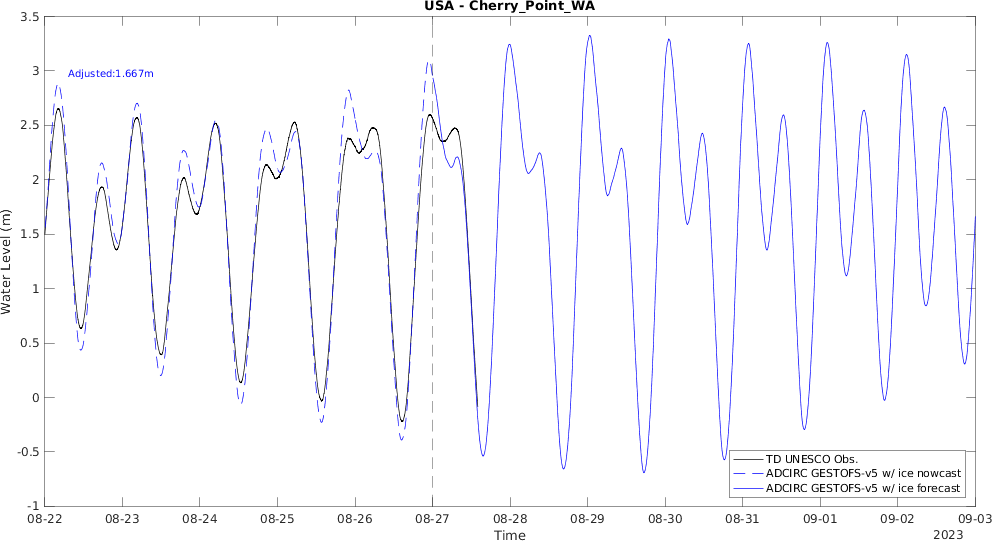 USA - Cherry_Point_WA
3.5
3
2.5
2
1.5
1
0.5
0
-0.5
-1
Water Level (m)
Adjusted:1.667m
TD UNESCO Obs.
ADCIRC GESTOFS-v5 w/ ice nowcast
ADCIRC GESTOFS-v5 w/ ice forecast
08-22 08-23 08-24 08-25 08-26 08-27 08-28 08-29 08-30 08-31 09-01 09-02 09-03
Time
2023